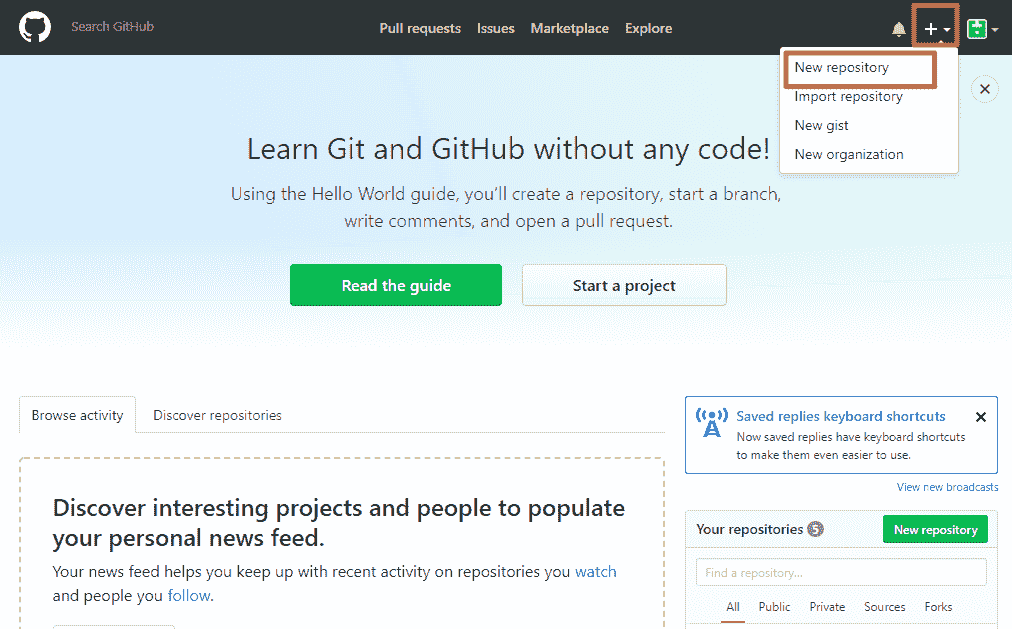 Search GitHub
Pull requests
Issues
Marketplace
Explore
New repository
Import repository
New gist
New organization
Learn Git and GitHub without any code!
Using the Hello World guide, you’ll create a repository, start a branch,
write comments, and open a pull request.
Read the guide
Start a project
Browse activity
Discover repositories
Discover interesting projects and people to populate
your personal news feed.
Your news feed helps you keep up with recent activity on repositories you watch
and people you follow.
Saved replies keyboard shortcuts
Now saved replies have keyboard shortcuts
to make them even easier to use.
View new broadcasts
Your repositories 5
New repository
Find a repository...
All
Public
Private
Sources
Forks